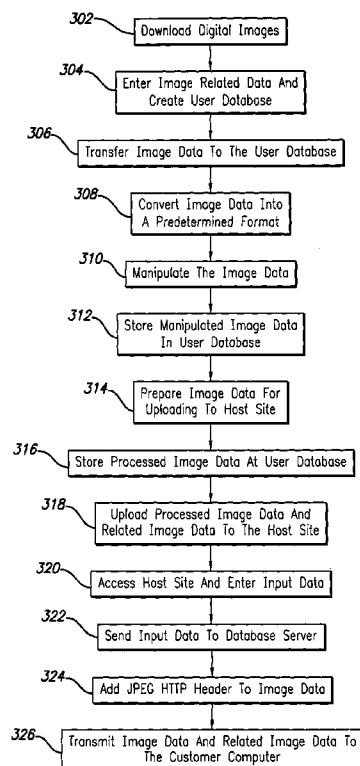 302
Download Digital Images
304
Enter Image Related Data And
Create User Database
306
Transfer Image Data To The User Database
308
Convert Image Data Into
A Predetermined Format
310
Manipulate The Image Data
312
Store Manipulated Image Data
In User Database
314
Prepare Image Data For
Uploading To Host Site
316
Store Processed Image Data At User Database
318
Upload Processed Image Data And
Related Image Data To The Host Site
320
Access Host Site And Enter Input Data
322
Send Input Data To Database Server
324
Add JPEG HTTP Header To Image Data
326
Transmit Image Data And Related Image Data To
The Customer Computer